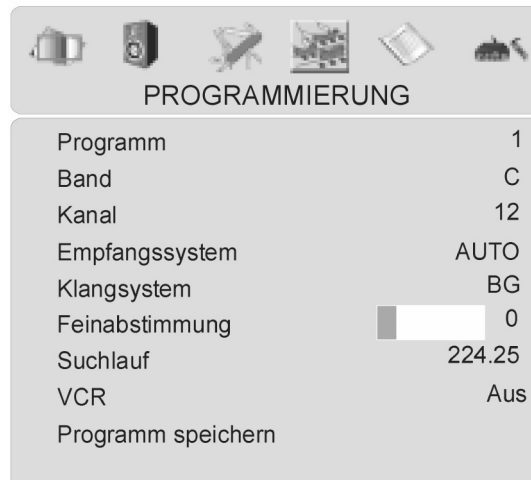 PROGRAMMIERUNG
Programm 1
Band C
Kanal 12
Empfangssystem AUTO
Klangsystem BG
Feinabstimmung 0
Suchlauf 224.25
VCR Aus
Programm speichern